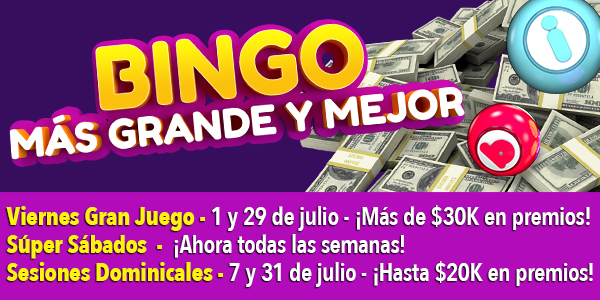 BINGO
MÁS GRANDE Y MEJOR
Viernes Gran Juego - 1 y 29 de julio - ¡Más de $30K en premios!
Súper Sábados - ¡Ahora todas las semanas!
Sesiones Dominicales - 7 y 31 de julio - ¡Hasta $20K en premios!